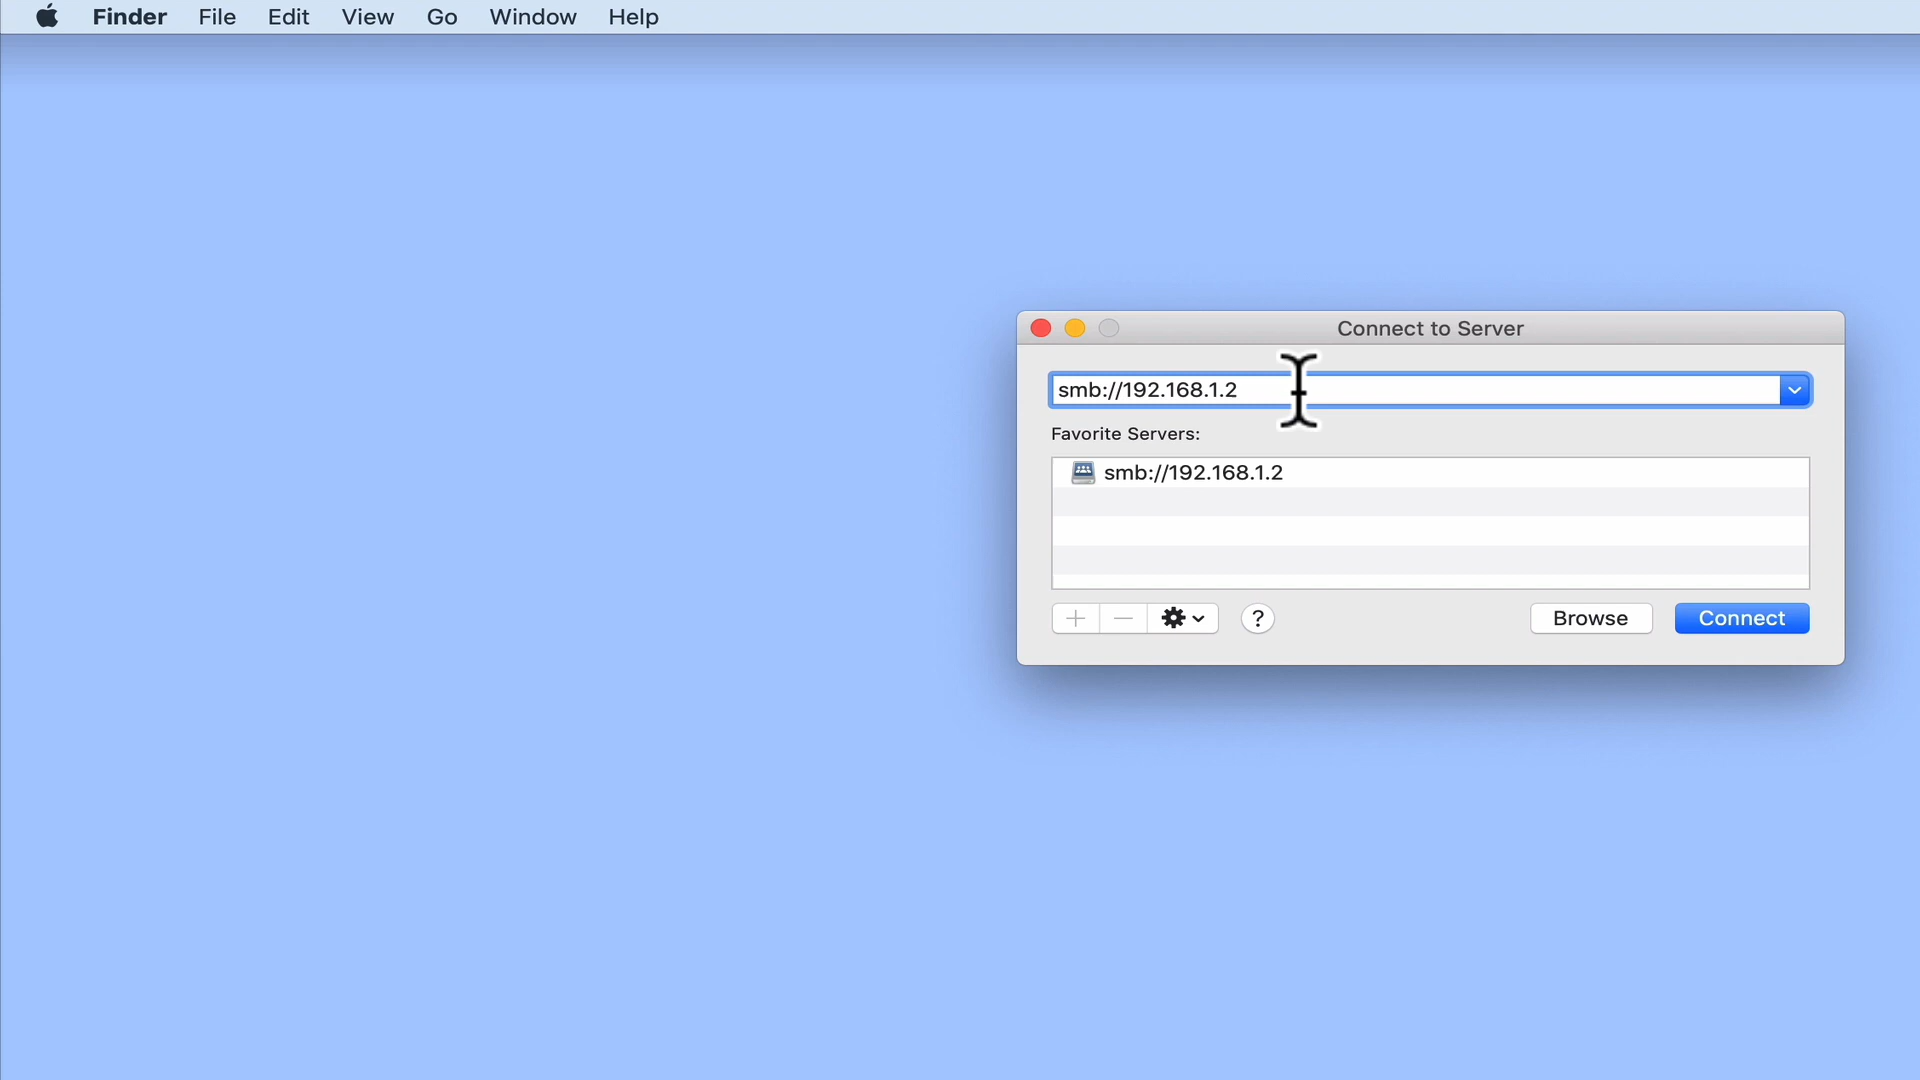 Finder File Edit View Go Window Help
Connect to Server
smb://192.168.1.2
Favorite Servers:
smb://192.168.1.2
? Browse Connect